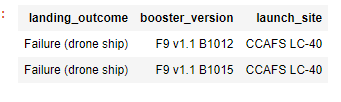 :
landing_outcome booster_version launch_site
Failure (drone ship) F9 v1.1 B1012 CCAFS LC-40
Failure (drone ship) F9 v1.1 B1015 CCAFS LC-40